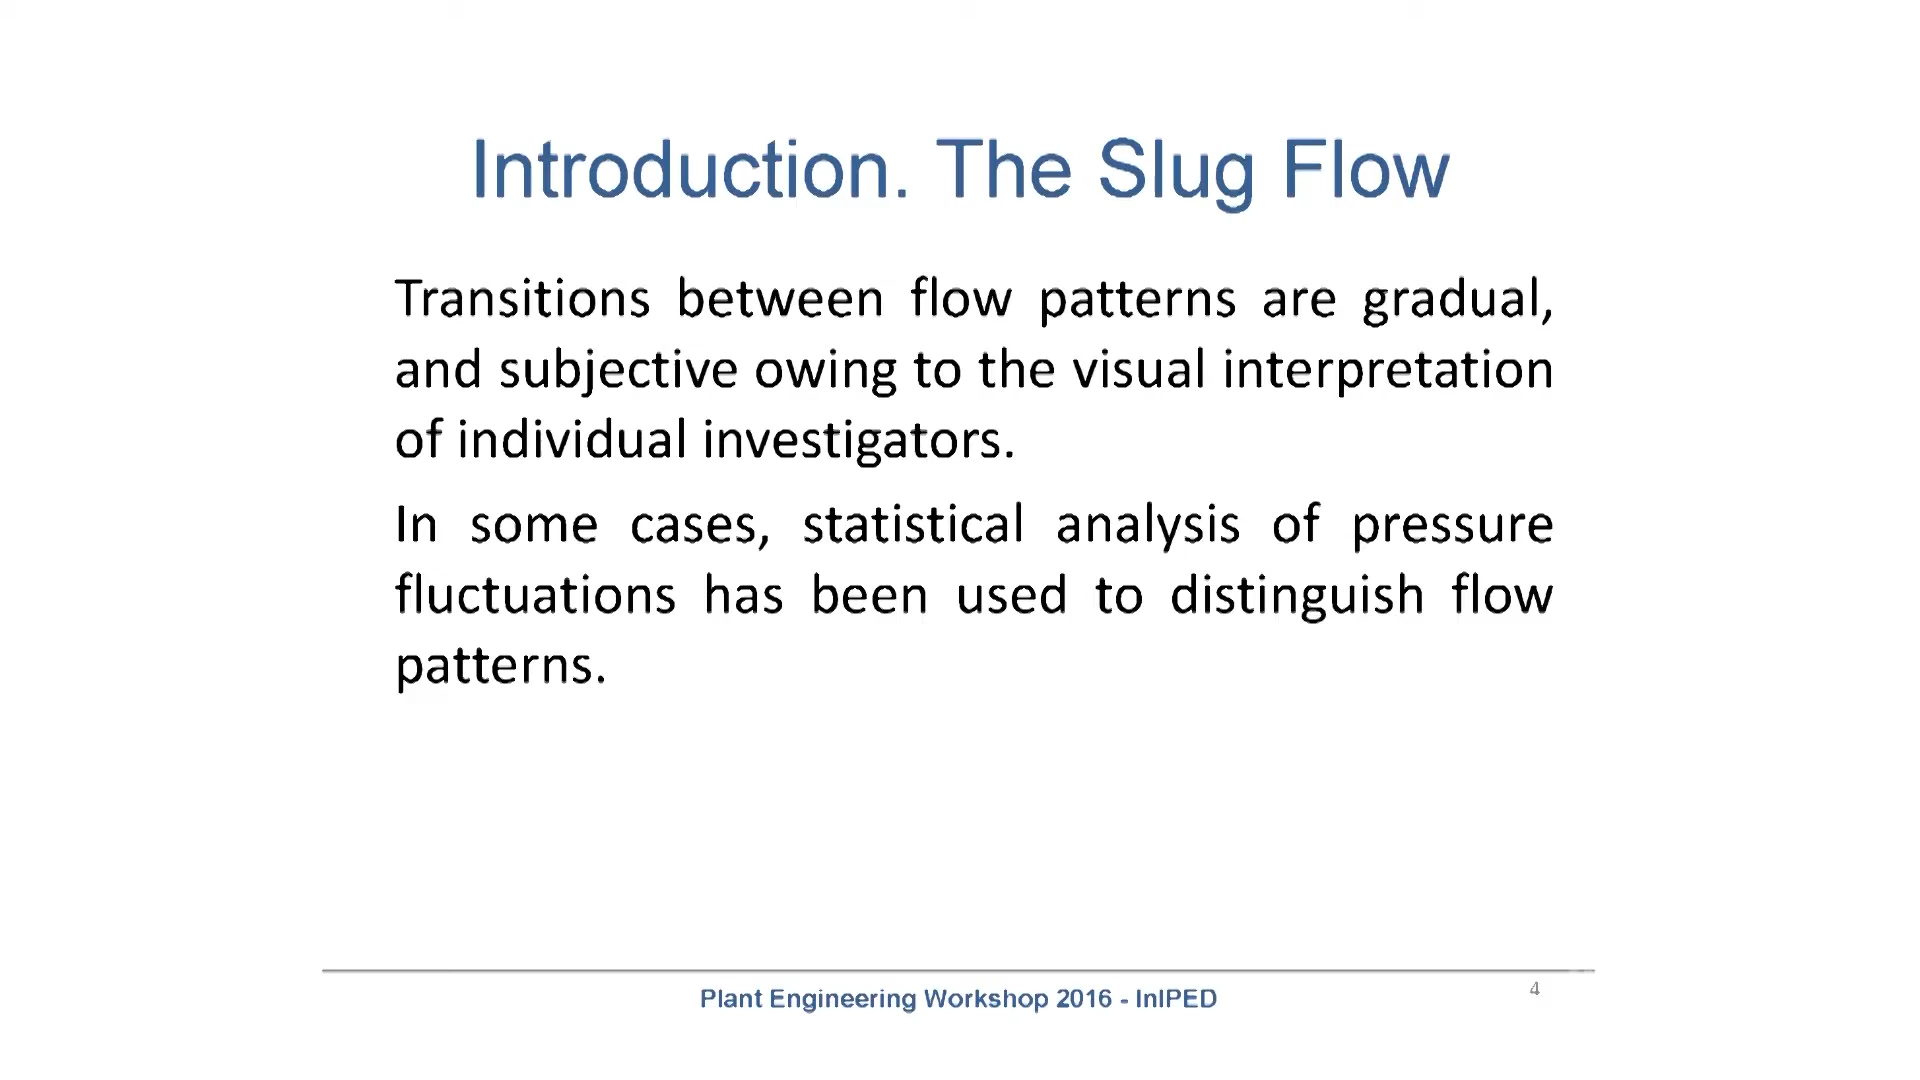 Introduction. The Slug Flow
Transitions between flow patterns are gradual,
and subjective owing to the visual interpretation
of individual investigators.
In some cases, statistical analysis of pressure
fluctuations has been used to distinguish flow
patterns.
Plant Engineering Workshop 2016 - InIPED
4